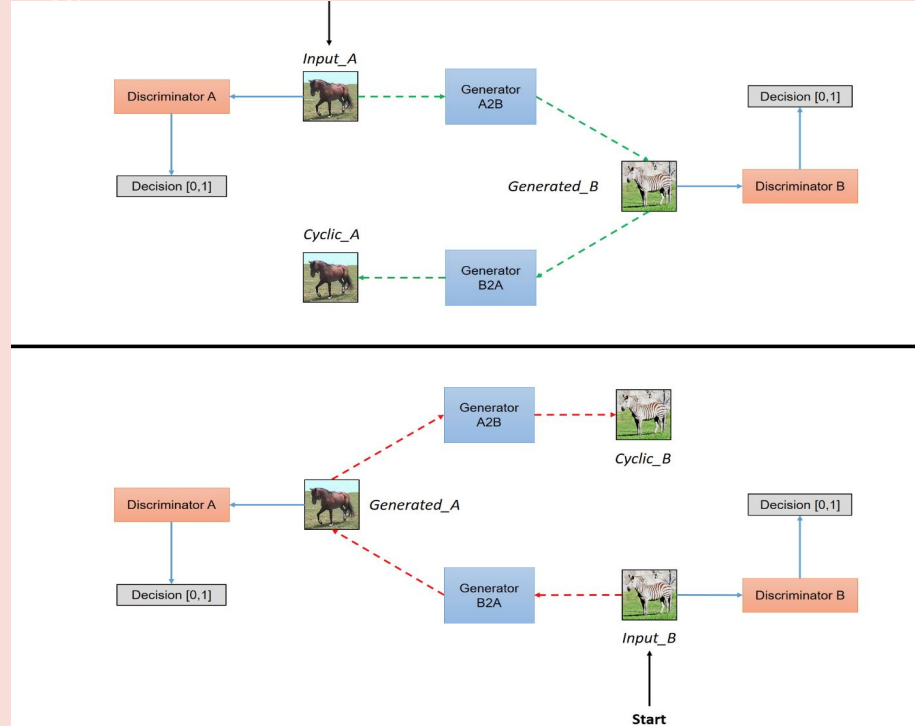 Input_A
Discriminator A
Generator
A2B
Decision [0,1]
Decision [0,1]
Generated_B
Discriminator B
Cyclic_A
Generator
B2A
Generator
A2B
Cyclic_B
Discriminator A
Generated_A
Decision [0,1]
Decision [0,1]
Generator
B2A
Discriminator B
Input_B
Start